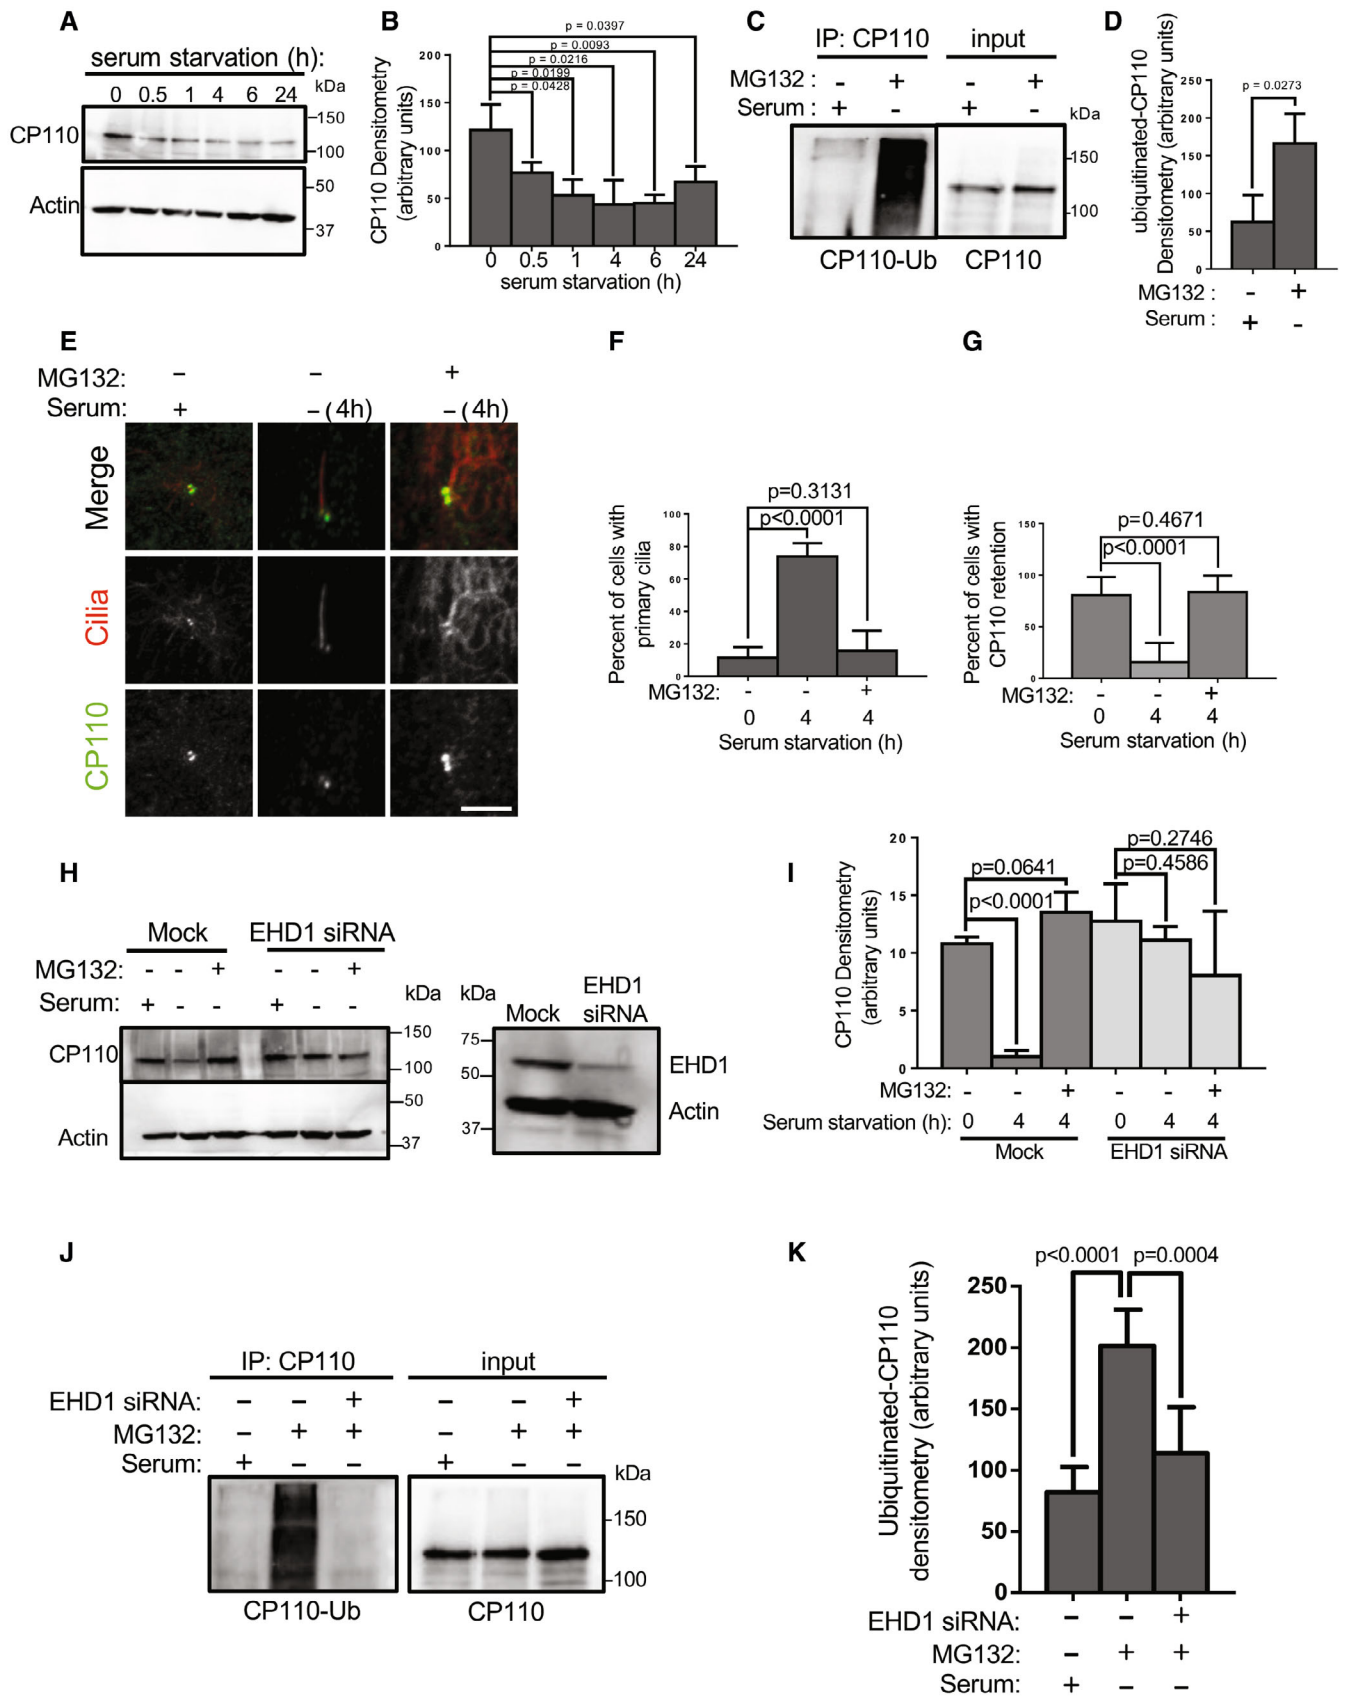 A
serum starvation (h):
0 0.5 1 4 6 24
kDa
CP110
150
100
Actin
50
37
B
CP110 Densitometry
(arbitrary units)
200
150
100
50
0
p = 0.0397
p = 0.0093
p = 0.0216
p = 0.0199
p = 0.0428
0 0.5 1 4 6 24
serum starvation (h)
C
IP: CP110 input
MG132 : - + - +
Serum : + - + -
kDa
150
100
CP110-Ub CP110
D
ubiquitinated-CP110
Densitometry (arbitrary units)
250
200
150
100
50
0
p = 0.0273
MG132 : - +
Serum : + -
E
MG132: - - +
Serum: + - (4h) - (4h)
Merge
Cilia
CP110
F
Percent of cells with
primary cilia
100
80
60
40
20
0
p=0.3131
p<0.0001
MG132: - - +
0 4 4
Serum starvation (h)
G
Percent of cells with
CP110 retention
150
100
50
0
p=0.4671
p<0.0001
MG132: - - +
0 4 4
Serum starvation (h)
H
Mock EHD1 siRNA
MG132: - - + - - +
Serum: + - - + - -
kDa
CP110
150
100
Actin
50
37
kDa
Mock
EHD1
siRNA
75
50
37
EHD1
Actin
I
CP110 Densitometry
(arbitrary units)
20
15
10
5
0
p=0.0641
p<0.0001
p=0.2746
p=0.4586
MG132: - - + - - +
Serum starvation (h): 0 4 4 0 4 4
Mock EHD1 siRNA
J
IP: CP110 input
EHD1 siRNA: - - + - - +
MG132: - + + - + +
Serum: + - - + - -
kDa
150
100
CP110-Ub CP110
K
Ubiquitinated-CP110
densitometry (arbitrary units)
250
200
150
100
50
0
p<0.0001 p=0.0004
EHD1 siRNA: - - +
MG132: - + +
Serum: + - -